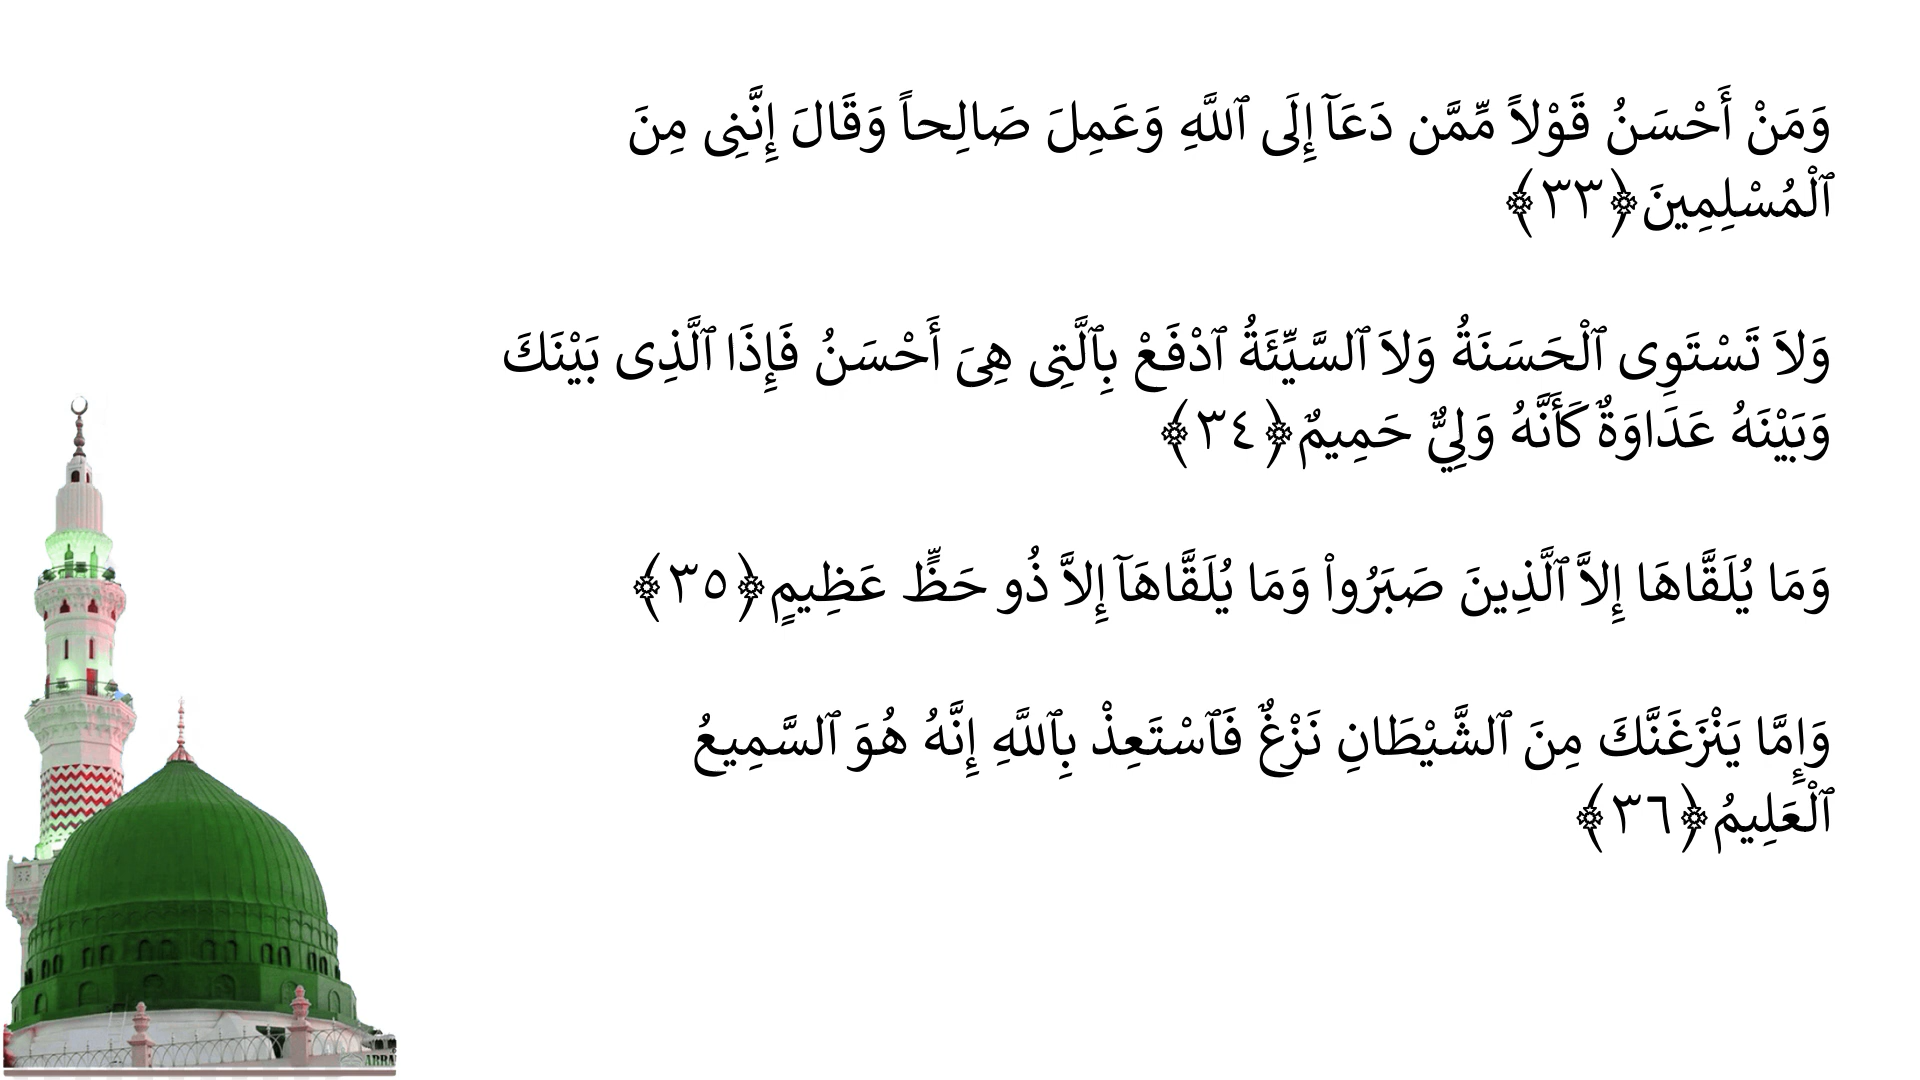 وَمَنْ أَحْسَنُ قَوْلاً مِّمَّن دَعَآ إِلَى ٱللَّهِ وَعَمِلَ صَالِحاً وَقَالَ إِنَّنِى مِنَ
ٱلْمُسْلِمِينَ﴿٣٣﴾
وَلاَ تَسْتَوِى ٱلْحَسَنَةُ وَلاَ ٱلسَّيِّئَةُ ٱدْفَعْ بِٱلَّتِى هِىَ أَحْسَنُ فَإِذَا ٱلَّذِى بَيْنَكَ
وَبَيْنَهُ عَدَاوَةٌ كَأَنَّهُ وَلِيٌّ حَمِيمٌ﴿٣٤﴾
وَمَا يُلَقَّاهَا إِلاَّ ٱلَّذِينَ صَبَرُواْ وَمَا يُلَقَّاهَآ إِلاَّ ذُو حَظٍّ عَظِيمٍ﴿٣٥﴾
وَإِمَّا يَنْزَغَنَّكَ مِنَ ٱلشَّيْطَانِ نَزْغٌ فَٱسْتَعِذْ بِٱللَّهِ إِنَّهُ هُوَ ٱلسَّمِيعُ
ٱلْعَلِيمُ﴿٣٦﴾